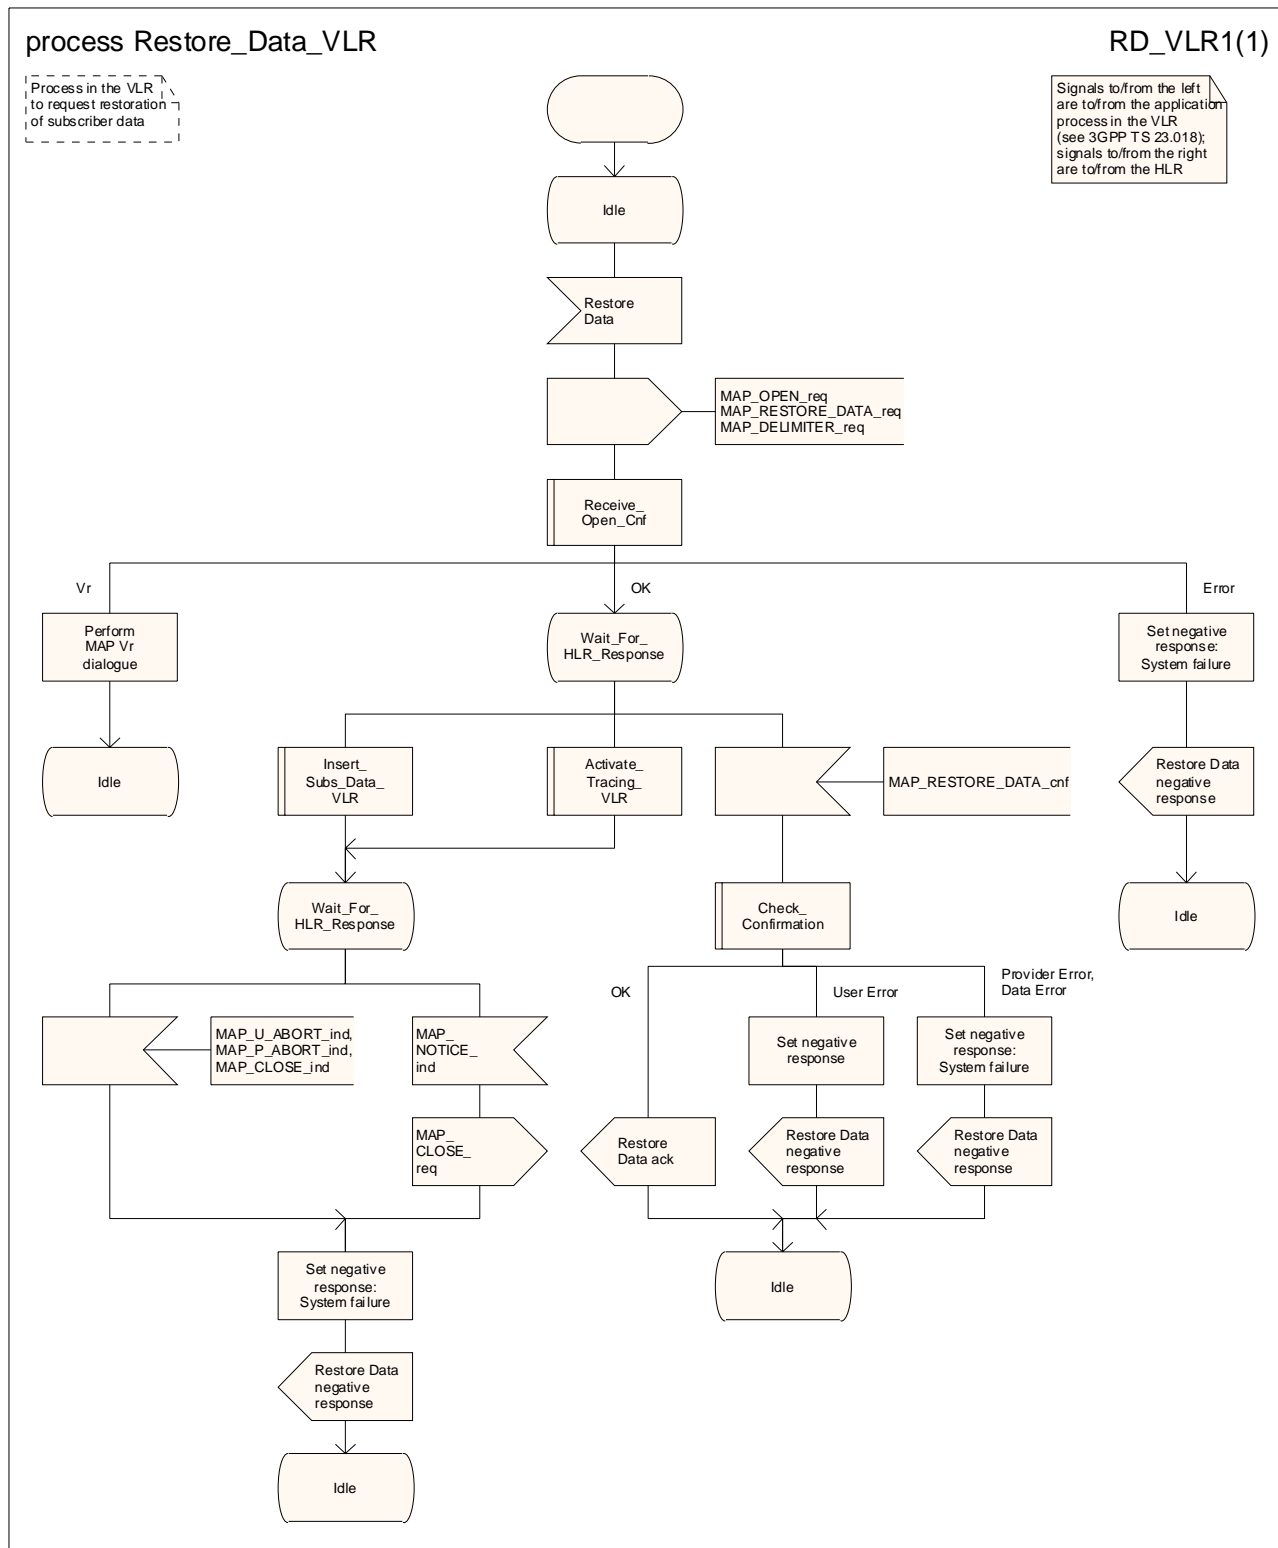 process Restore_Data_VLR
RD_VLR1(1)
Process in the VLR
to request restoration
of subscriber data
Signals to/from the left
are to/from the application
process in the VLR
(see 3GPP TS 23.018);
signals to/from the right
are to/from the HLR
Idle
Restore
Data
MAP_OPEN_req
MAP_RESTORE_DATA_req
MAP_DELIMITER_req
Receive_
Open_Cnf
Vr
OK
Error
Perform
MAP Vr
dialogue
Wait_For_
HLR_Response
Set negative
response:
System failure
Idle
Insert_
Subs_Data_
VLR
Activate_
Tracing_
VLR
MAP_RESTORE_DATA_cnf
Restore Data
negative
response
Wait_For_
HLR_Response
Check_
Confirmation
Idle
OK
User Error
Provider Error,
Data Error
MAP_U_ABORT_ind,
MAP_P_ABORT_ind,
MAP_CLOSE_ind
MAP_
NOTICE_
ind
Set negative
response
Set negative
response:
System failure
MAP_
CLOSE_
req
Restore
Data ack
Restore Data
negative
response
Restore Data
negative
response
Set negative
response:
System failure
Idle
Restore Data
negative
response
Idle